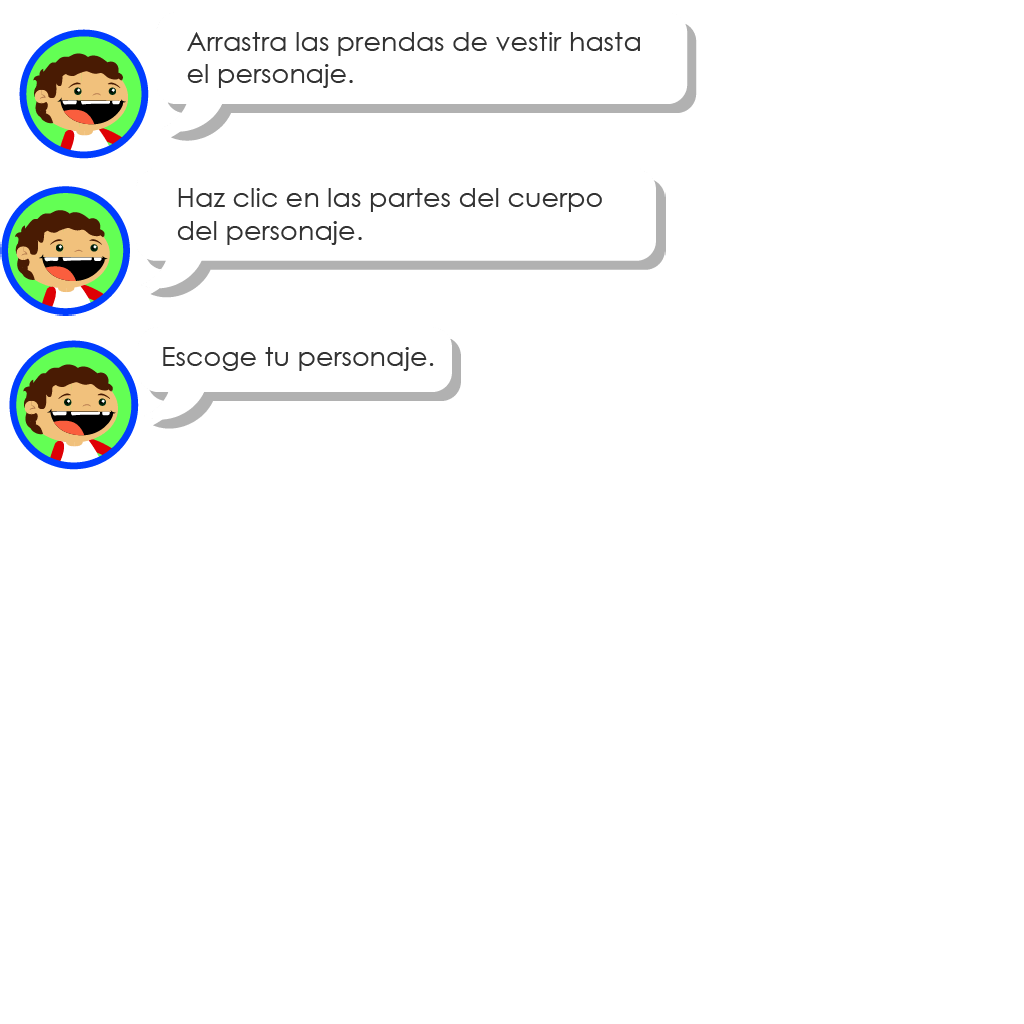 Arrastra las prendas de vestir hasta
el personaje.
Haz clic en las partes del cuerpo
del personaje.
Escoge tu personaje.